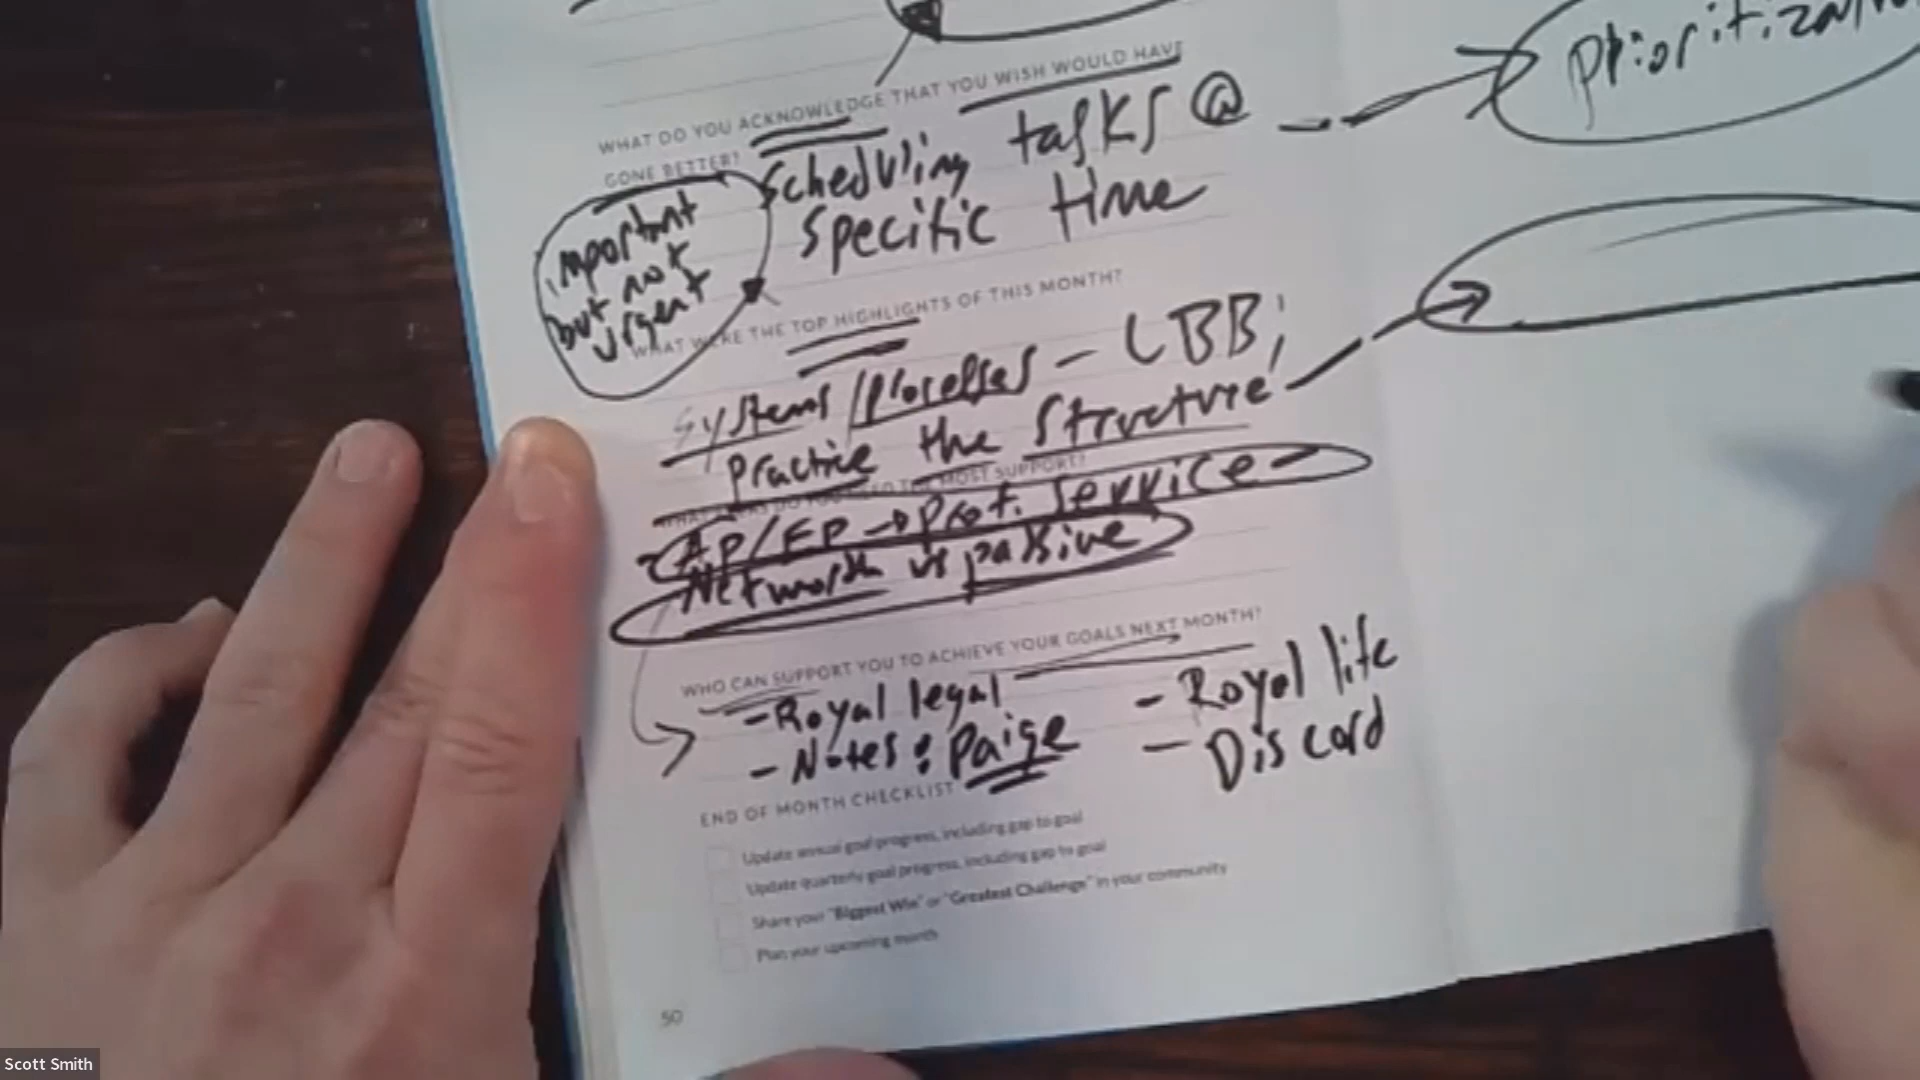 WHAT DO YOU ACKNOWLEDGE THAT YOU WISH WOULD HAVE
GONE BETTER?
Scheduling tasks @
specific time
Prioritization
important
but not
urgent
WHAT WERE THE TOP HIGHLIGHTS OF THIS MONTH?
Systems/processes - LBB;
practice the structure
MOST SUPPORT?
AP/EP → Prof. Service
Networth vs passive
WHO CAN SUPPORT YOU TO ACHIEVE YOUR GOALS NEXT MONTH?
- Royal legal
- Royal life
- Notes: Paige
- Discord
END OF MONTH CHECKLIST
Update annual goal progress, including gap to goal
Update quarterly goal progress, including gap to goal
Share your "Biggest Win" or "Greatest Challenge" in your community
Plan your upcoming month
50
Scott Smith